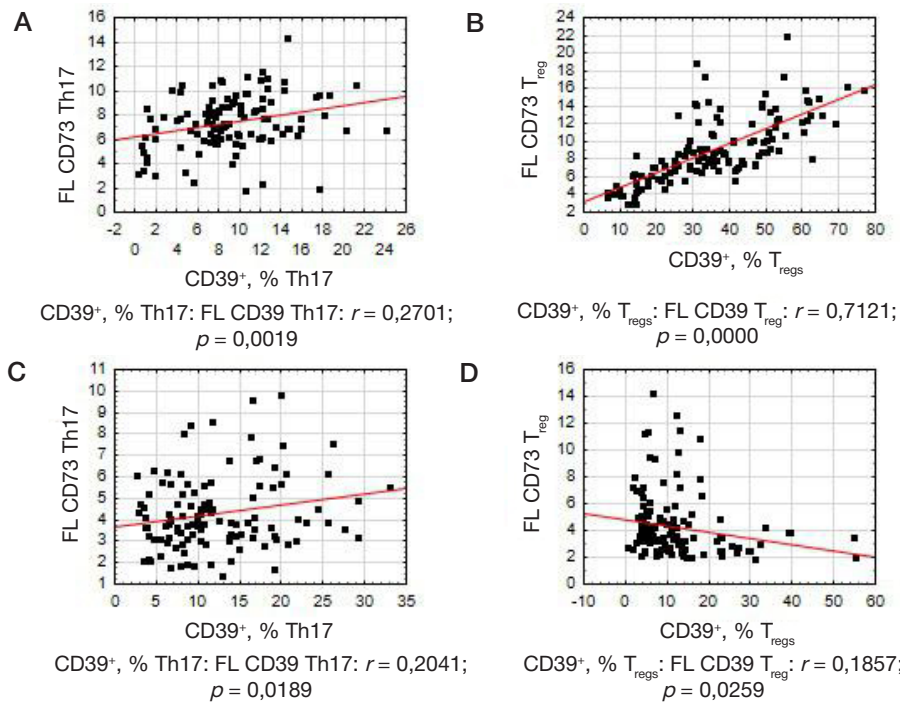 A
FL CD73 Th17
16
14
12
10
8
6
4
2
0
-2 2 6 10 14 18 22 26
0 4 8 12 16 20 24
CD39⁺, % Th17
CD39⁺, % Th17: FL CD39 Th17: r = 0,2701;
p = 0,0019
B
FL CD73 Treg
24
22
20
18
16
14
12
10
8
6
4
2
0 10 20 30 40 50 60 70 80
CD39⁺, % Tregs
CD39⁺, % Tregs: FL CD39 Treg: r = 0,7121;
p = 0,0000
C
FL CD73 Th17
11
10
9
8
7
6
5
4
3
2
1
0 5 10 15 20 25 30 35
CD39⁺, % Th17
CD39⁺, % Th17: FL CD39 Th17: r = 0,2041;
p = 0,0189
D
FL CD73 Treg
16
14
12
10
8
6
4
2
0
-10 0 10 20 30 40 50 60
CD39⁺, % Tregs
CD39⁺, % Tregs: FL CD39 Treg: r = 0,1857;
p = 0,0259